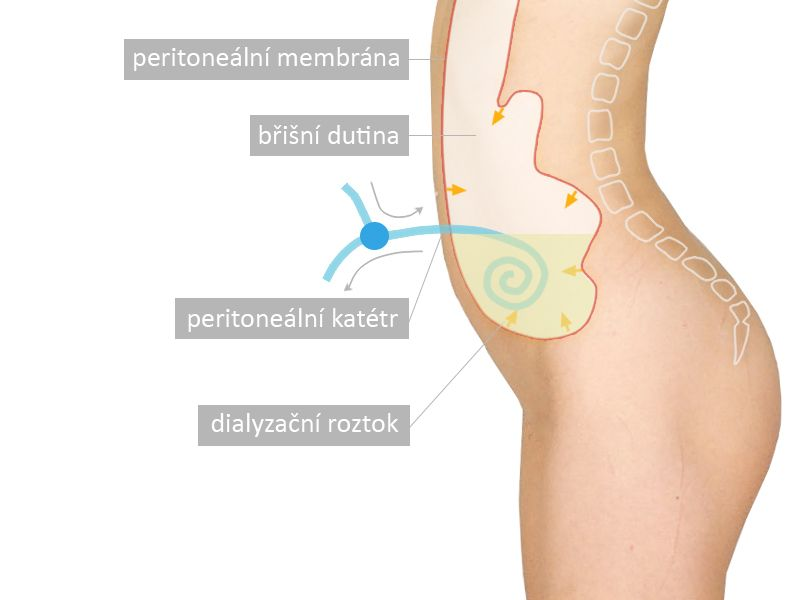 peritoneální membrána
břišní dutina
peritoneální katétr
dialyzační roztok